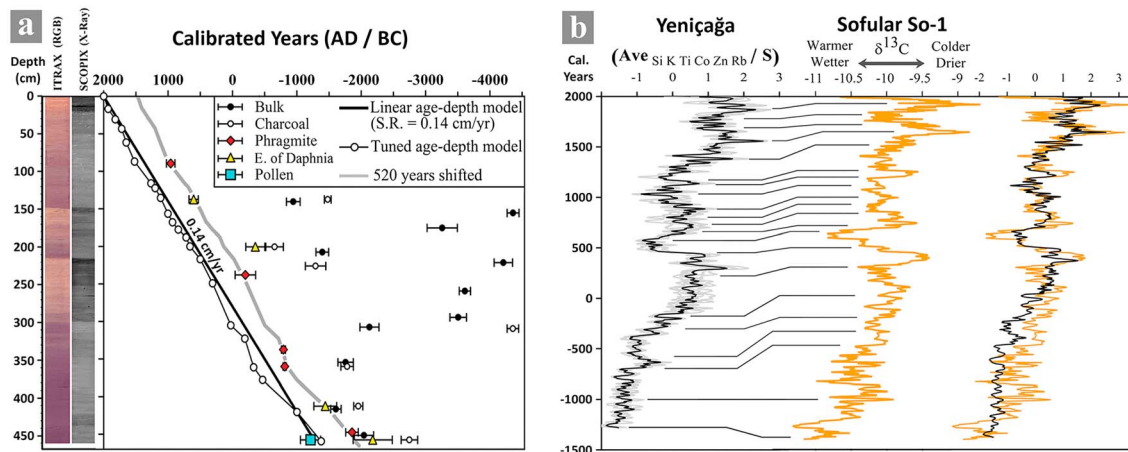 a
Calibrated Years (AD / BC)
Depth
(cm)
ITRAX (RGB)
SCOPIX (X-Ray)
2000 1000 0 -1000 -2000 -3000 -4000
0
50
100
150
200
250
300
350
400
450
Bulk
Charcoal
Phragmite
E. of Daphnia
Pollen
Linear age-depth model
(S.R. = 0.14 cm/yr)
Tuned age-depth model
520 years shifted
0.14 cm/yr
b
Yeniçağa
(Ave Si K Ti Co Zn Rb / S)
Sofular So-1
Cal.
Years
Warmer
Wetter
δ13C
Colder
Drier
-1 0 1 2 3
-11 -10.5 -10 -9.5 -9
-2 -1 0 1 2 3
2000
1500
1000
500
0
-500
-1000
-1500